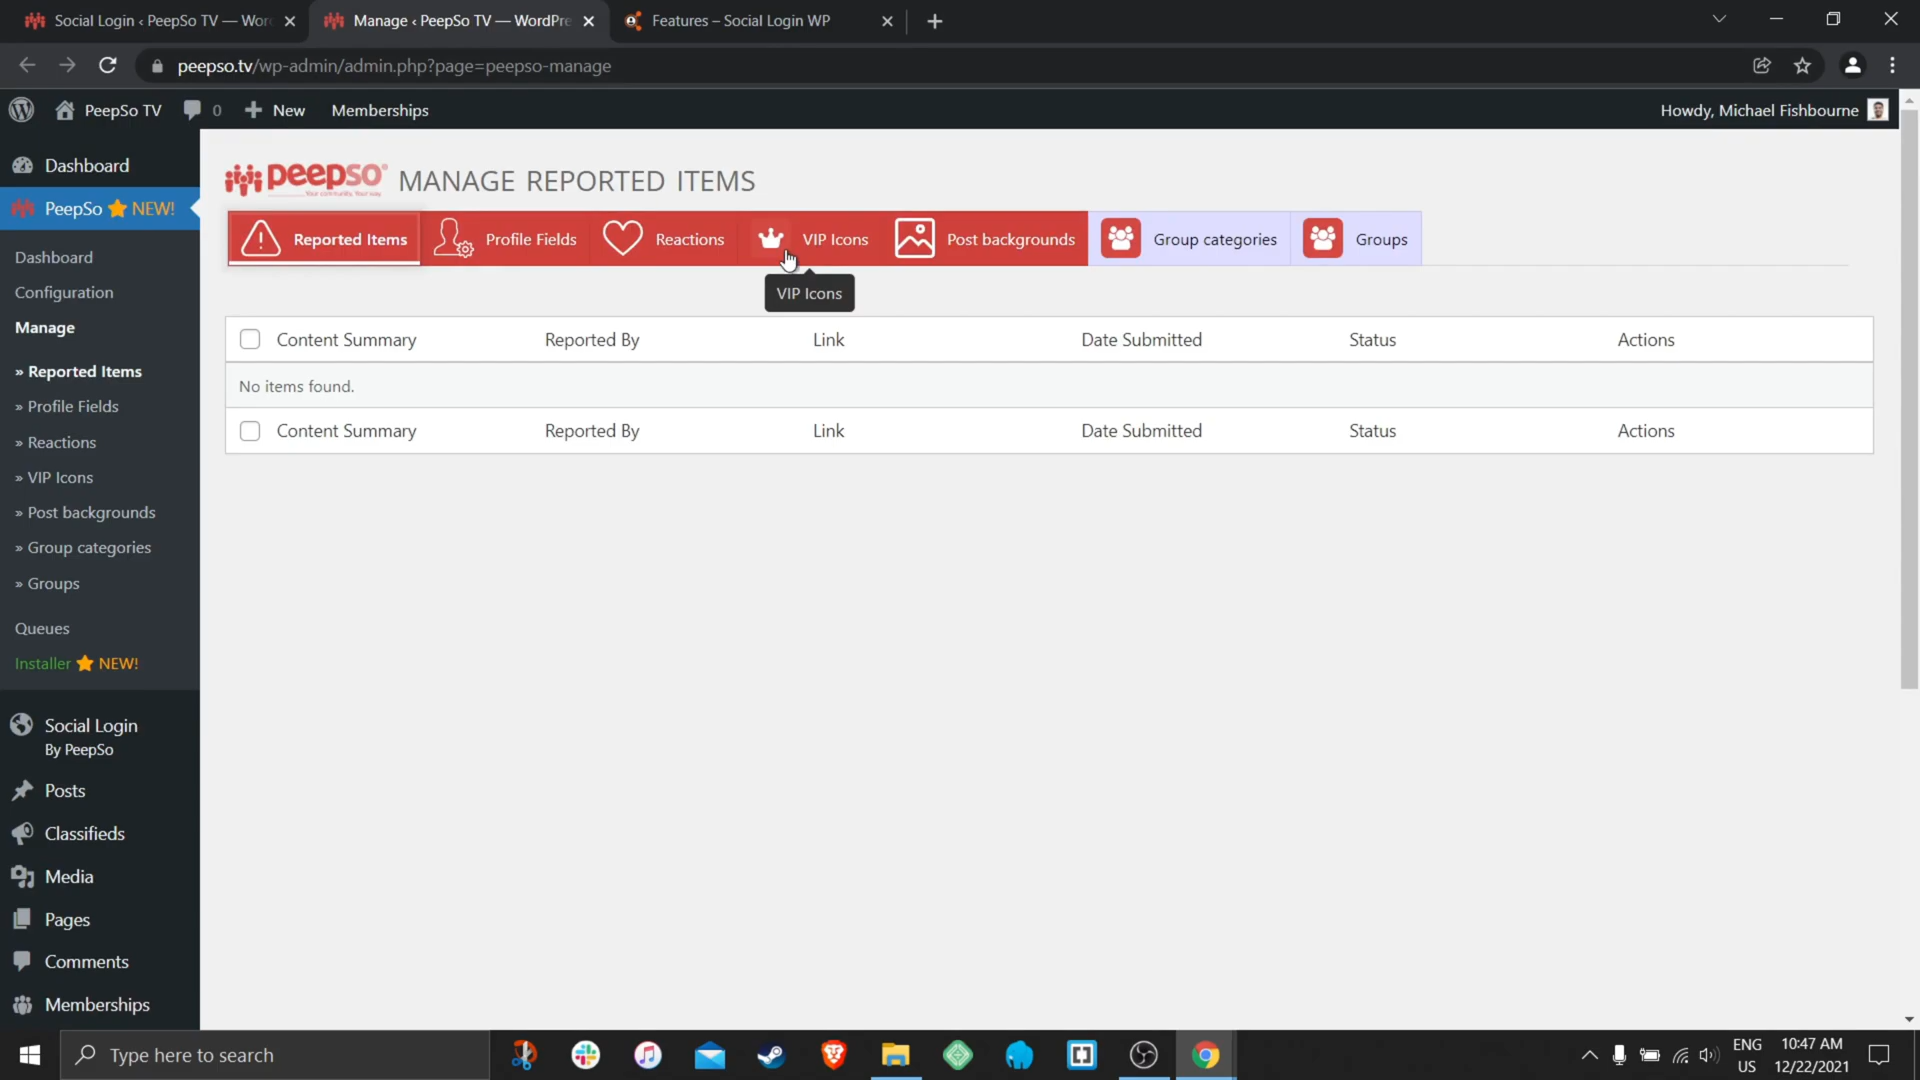 Social Login ‹ PeepSo TV — Wor
Manage ‹ PeepSo TV — WordPre
Features – Social Login WP
peepso.tv/wp-admin/admin.php?page=peepso-manage
PeepSo TV
0
New
Memberships
Howdy, Michael Fishbourne
Dashboard
PeepSo NEW!
Dashboard
Configuration
Manage
» Reported Items
» Profile Fields
» Reactions
» VIP Icons
» Post backgrounds
» Group categories
» Groups
Queues
Installer NEW!
Social Login
By PeepSo
Posts
Classifieds
Media
Pages
Comments
Memberships
peepso®
Your community. Your way.
MANAGE REPORTED ITEMS
Reported Items
Profile Fields
Reactions
VIP Icons
Post backgrounds
Group categories
Groups
VIP Icons
Content Summary Reported By Link Date Submitted Status Actions
No items found.
Content Summary Reported By Link Date Submitted Status Actions
Type here to search
ENG
US
10:47 AM
12/22/2021